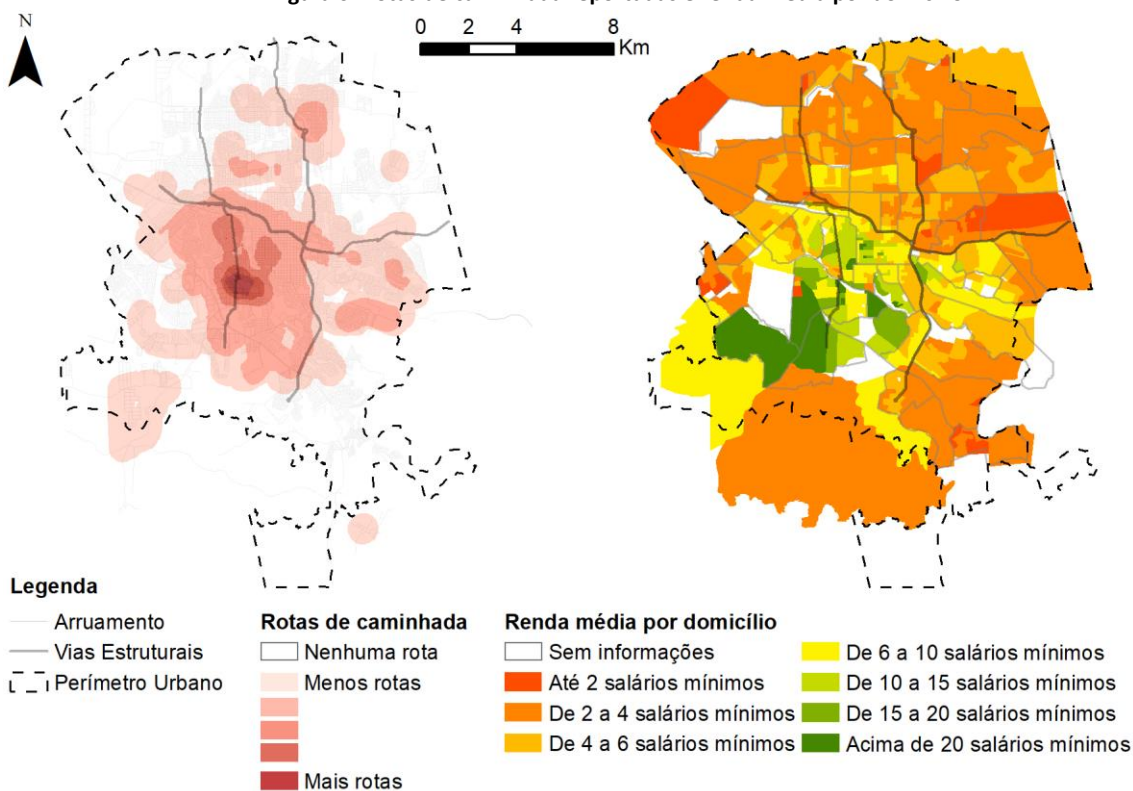 N
0 2 4 8
Km
Legenda
Arruamento
Vias Estruturais
Perímetro Urbano
Rotas de caminhada
Nenhuma rota
Menos rotas
Mais rotas
Renda média por domicílio
Sem informações
Até 2 salários mínimos
De 2 a 4 salários mínimos
De 4 a 6 salários mínimos
De 6 a 10 salários mínimos
De 10 a 15 salários mínimos
De 15 a 20 salários mínimos
Acima de 20 salários mínimos